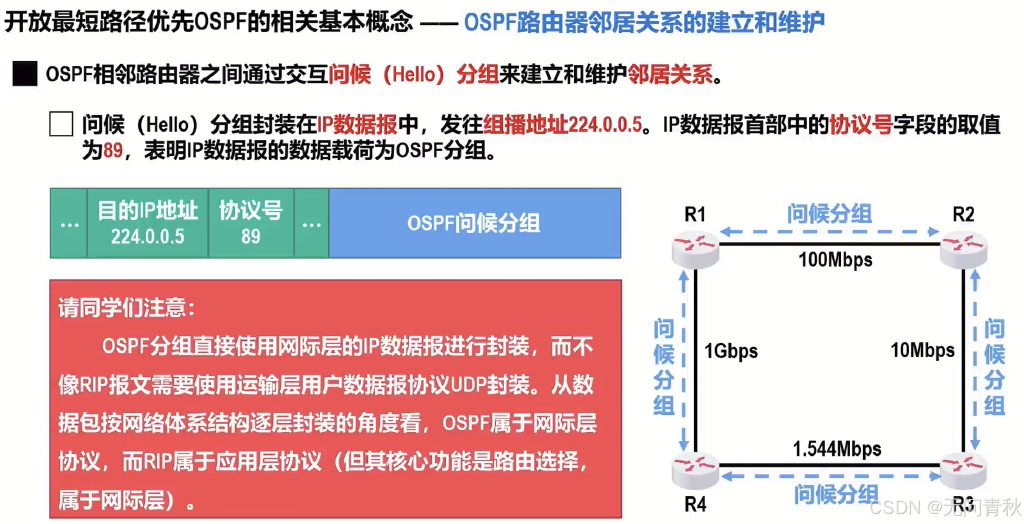 开放最短路径优先OSPF的相关基本概念 —— OSPF路由器邻居关系的建立和维护
OSPF相邻路由器之间通过交互问候（Hello）分组来建立和维护邻居关系。
问候（Hello）分组封装在IP数据报中，发往组播地址224.0.0.5。IP数据报首部中的协议号字段的取值
为89，表明IP数据报的数据载荷为OSPF分组。
… 目的IP地址 协议号 … OSPF问候分组
224.0.0.5 89
请同学们注意：
OSPF分组直接使用网际层的IP数据报进行封装，而不
像RIP报文需要使用运输层用户数据报协议UDP封装。从数
据包按网络体系结构逐层封装的角度看，OSPF属于网际层
协议，而RIP属于应用层协议（但其核心功能是路由选择，
属于网际层）。
R1 问候分组 R2
100Mbps
问候分组 1Gbps 10Mbps 问候分组
1.544Mbps
R4 问候分组 R3
CSDN @无问青秋